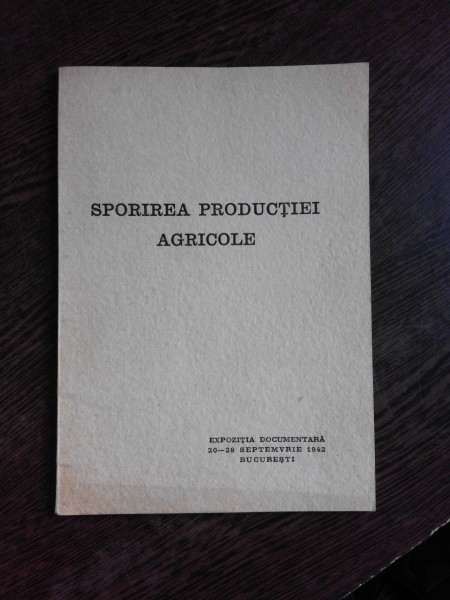 SPORIREA PRODUCŢIEI
AGRICOLE
EXPOZIŢIA DOCUMENTARĂ
20—28 SEPTEMVRIE 1942
BUCUREŞTI